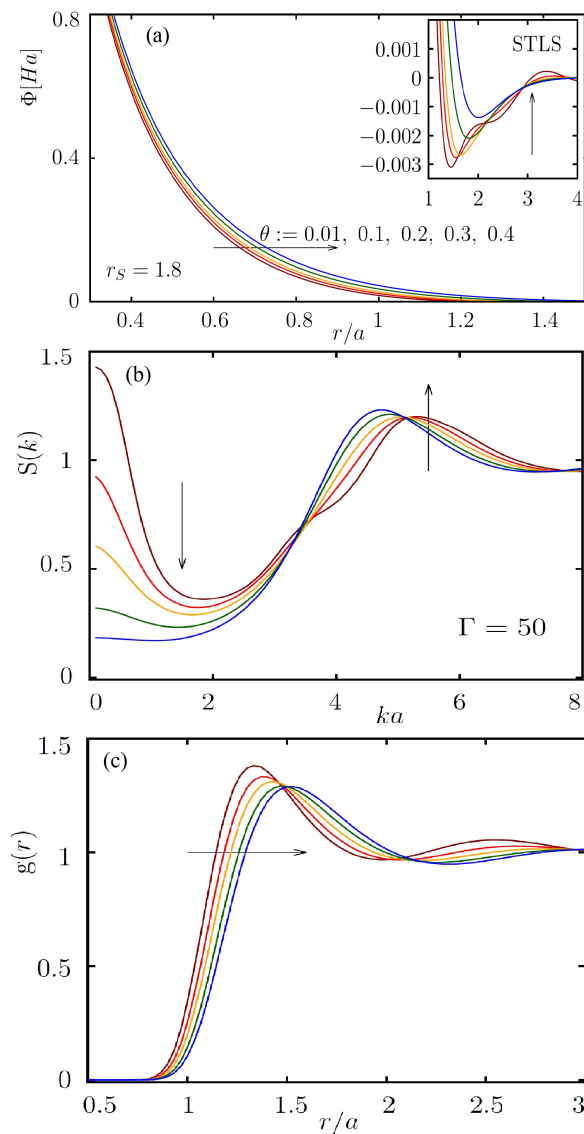 0.8
(a)
STLS
0.001
0
−0.001
−0.002
−0.003
1 2 3 4
Φ[Ha]
0.4
θ := 0.01, 0.1, 0.2, 0.3, 0.4
r_S = 1.8
0
0.4 0.6 0.8 1 1.2 1.4
r/a
1.5
(b)
S(k)
1
0.5
Γ = 50
0
0 2 4 6 8
ka
1.5
(c)
g(r)
1
0.5
0
0.5 1 1.5 2 2.5 3
r/a